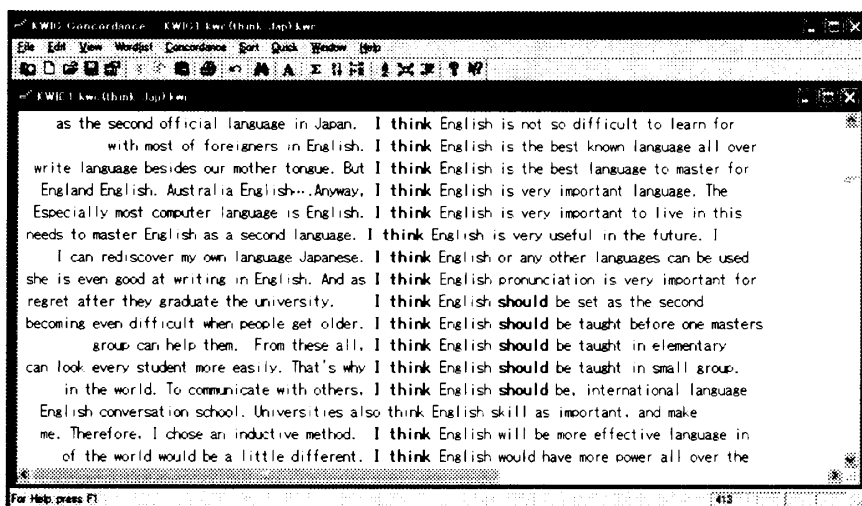 KWIC Concordance - KWIC1.kwr(think_Jap).kwr
File Edit View Wordlist Concordance Sort Quick Window Help
KWIC1.kwr(think_Jap).kwr
as the second official language in Japan. I think English is not so difficult to learn for
with most of foreigners in English. I think English is the best known language all over
write language besides our mother tongue. But I think English is the best language to master for
England English. Australia English···.Anyway, I think English is very important language. The
Especially most computer language is English. I think English is very important to live in this
needs to master English as a second language. I think English is very useful in the future. I
I can rediscover my own language Japanese. I think English or any other languages can be used
she is even good at writing in English. And as I think English pronunciation is very important for
regret after they graduate the university. I think English should be set as the second
becoming even difficult when people get older. I think English should be taught before one masters
group can help them. From these all, I think English should be taught in elementary
can look every student more easily. That's why I think English should be taught in small group.
in the world. To communicate with others, I think English should be, international language
English conversation school. Universities also think English skill as important, and make
me. Therefore, I chose an inductive method. I think English will be more effective language in
of the world would be a little different. I think English would have more power all over the
For Help, press F1
413